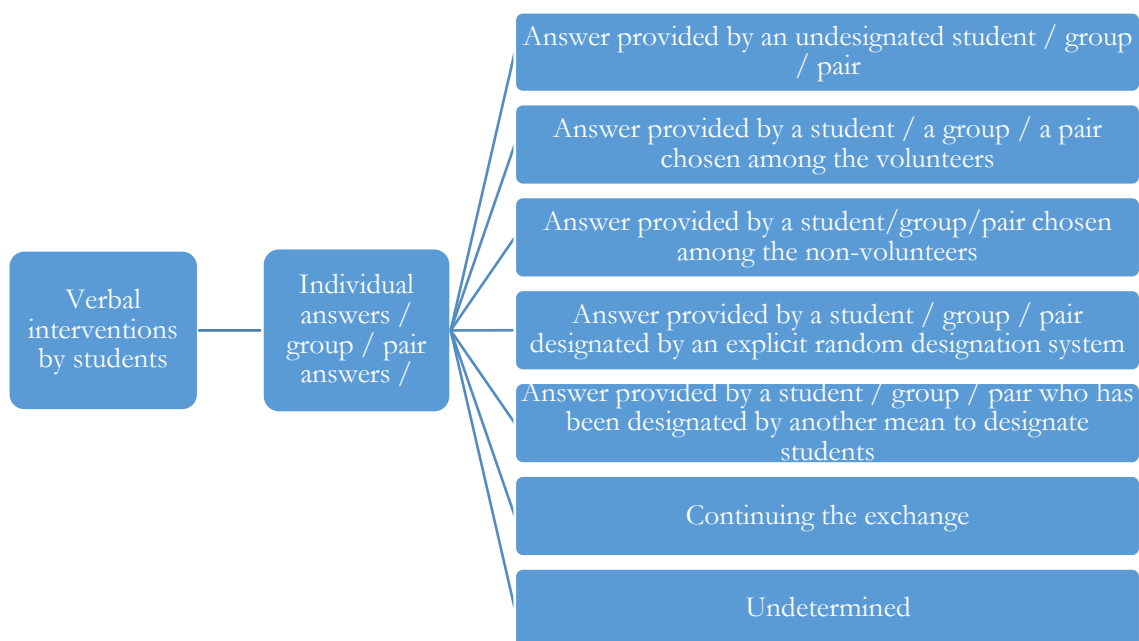 Verbal
interventions
by students
Individual
answers /
group / pair
answers /
Answer provided by an undesignated student / group
/ pair
Answer provided by a student / a group / a pair
chosen among the volunteers
Answer provided by a student/group/pair chosen
among the non-volunteers
Answer provided by a student / group / pair
designated by an explicit random designation system
Answer provided by a student / group / pair who has
been designated by another mean to designate
students
Continuing the exchange
Undetermined